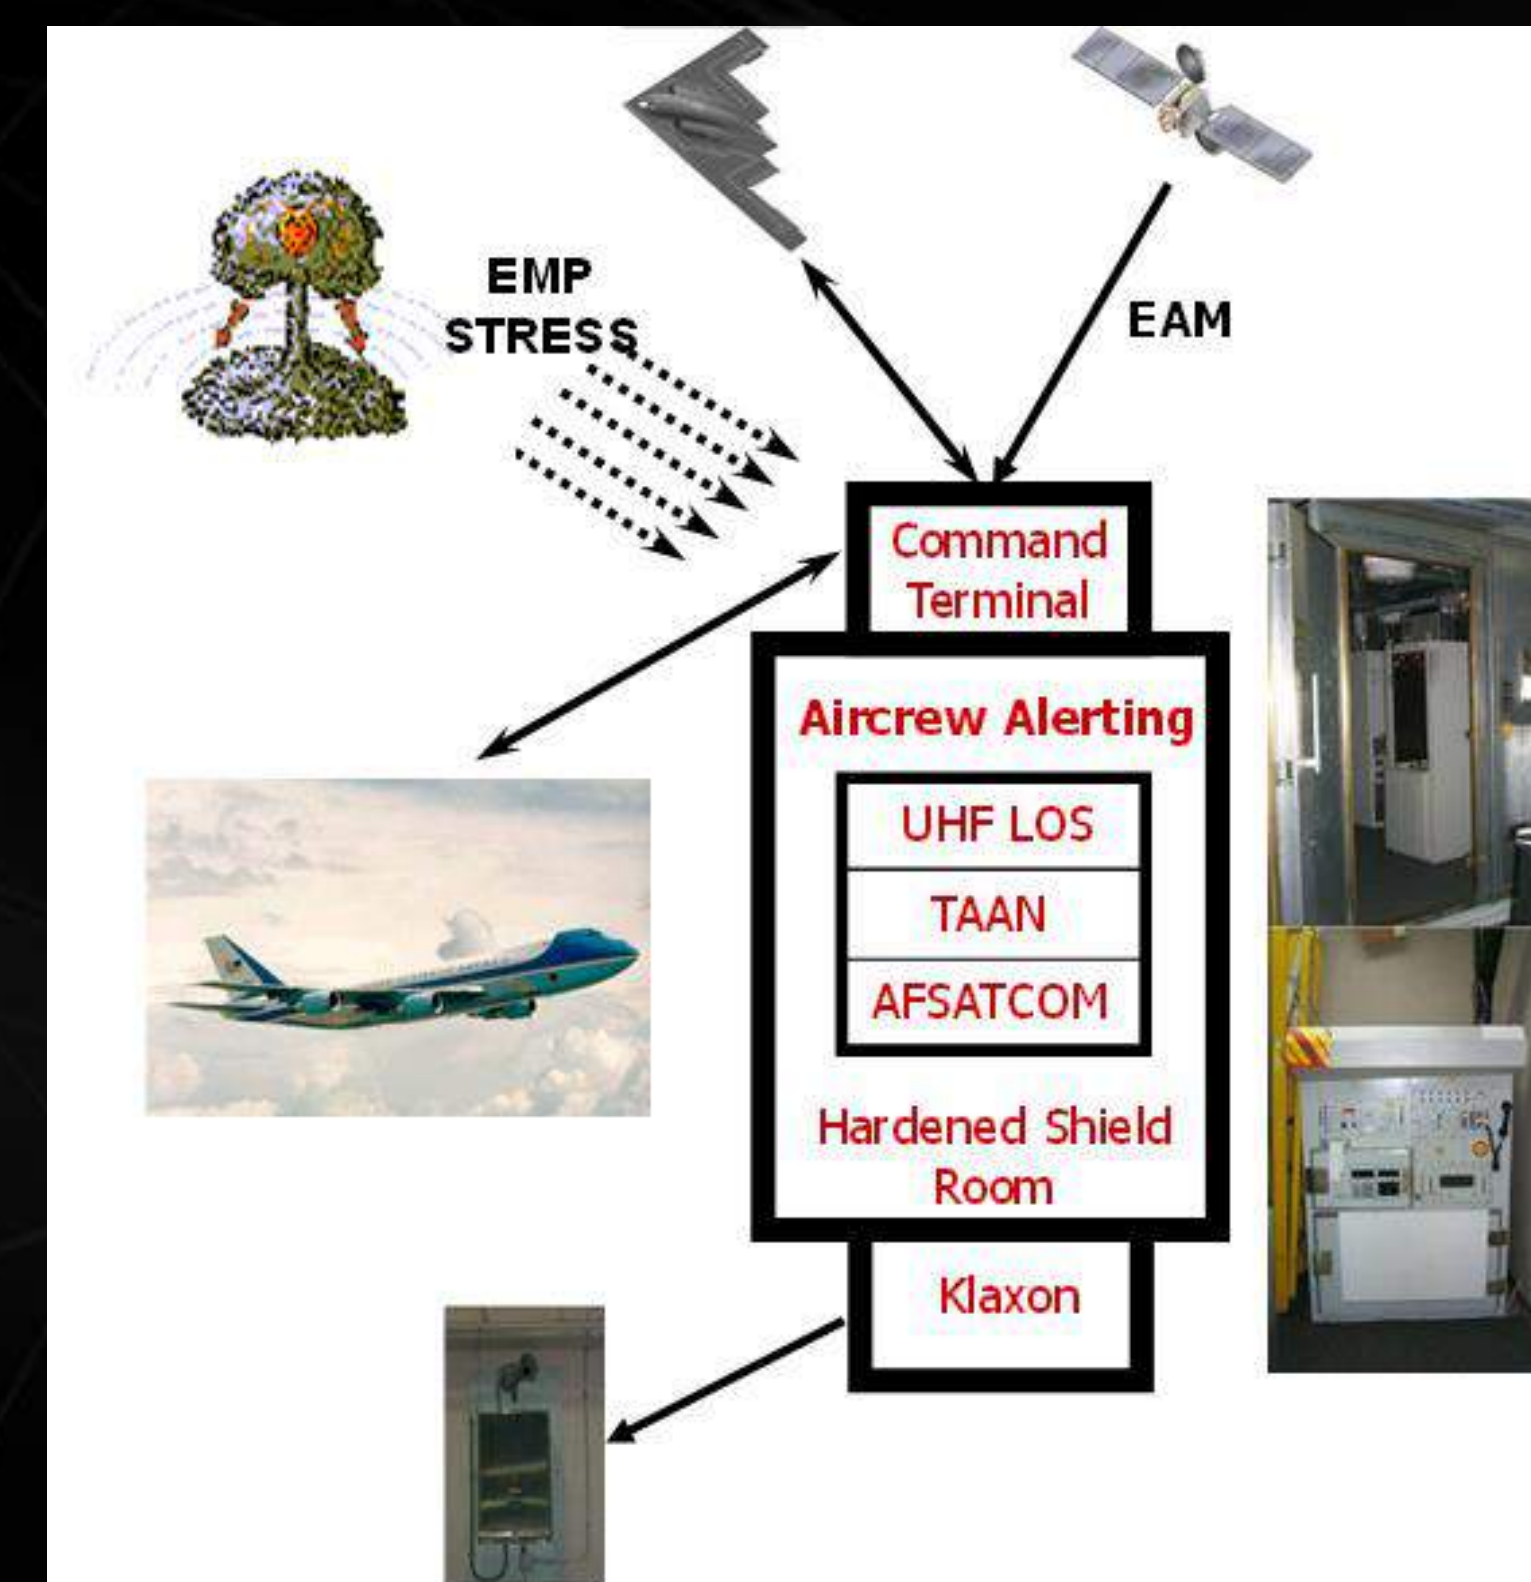 EMP
STRESS
EAM
Command
Terminal
Aircrew Alerting
UHF LOS
TAAN
AFSATCOM
Hardened Shield
Room
Klaxon